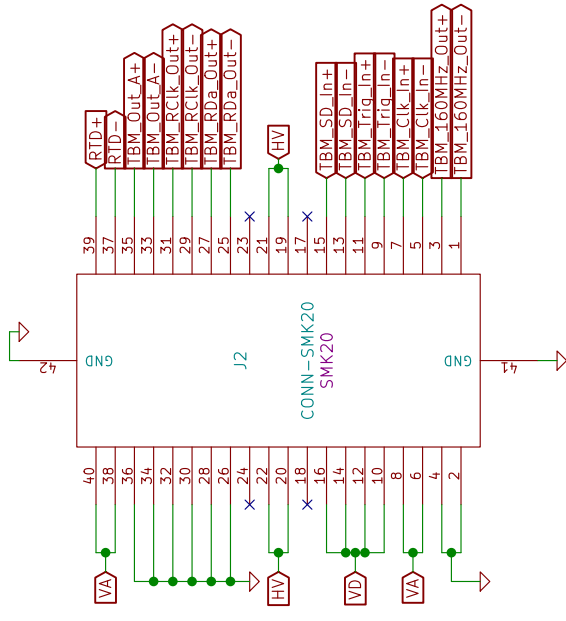 RTD+
RTD-
TBM_Out_A+
TBM_Out_A-
TBM_RClk_Out+
TBM_RClk_Out-
TBM_RDa_Out+
TBM_RDa_Out-
HV
TBM_SD_In+
TBM_SD_In-
TBM_Trig_In+
TBM_Trig_In-
TBM_Clk_In+
TBM_Clk_In-
TBM_160MHz_Out+
TBM_160MHz_Out-
39
37
35
33
31
29
27
25
23
21
19
17
15
13
11
9
7
5
3
1
42
GND
J2
CONN-SMK20
SMK20
GND
41
40
38
36
34
32
30
28
26
24
22
20
18
16
14
12
10
8
6
4
2
VA
HV
VD
VA